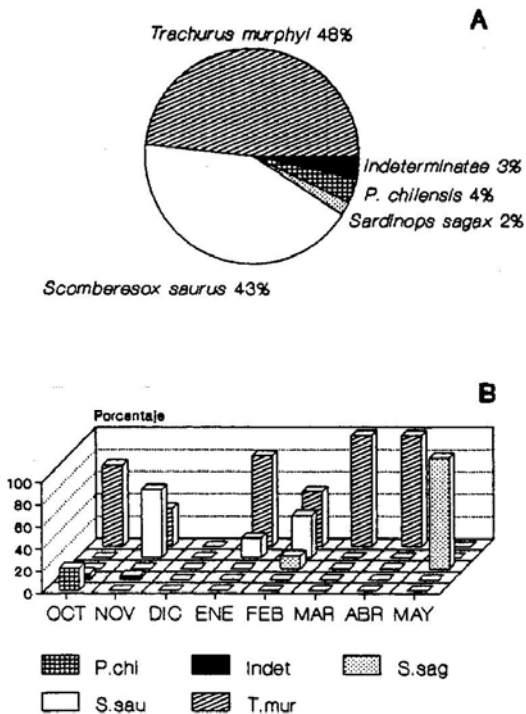 A
Trachurus murphyi 48%
Indeterminatae 3%
P. chilensis 4%
Sardinops sagax 2%
Scomberesox saurus 43%
B
Porcentaje
100
80
60
40
20
0
OCT NOV DIC ENE FEB MAR ABR MAY
P.chi Indet S.sag
S.sau T.mur